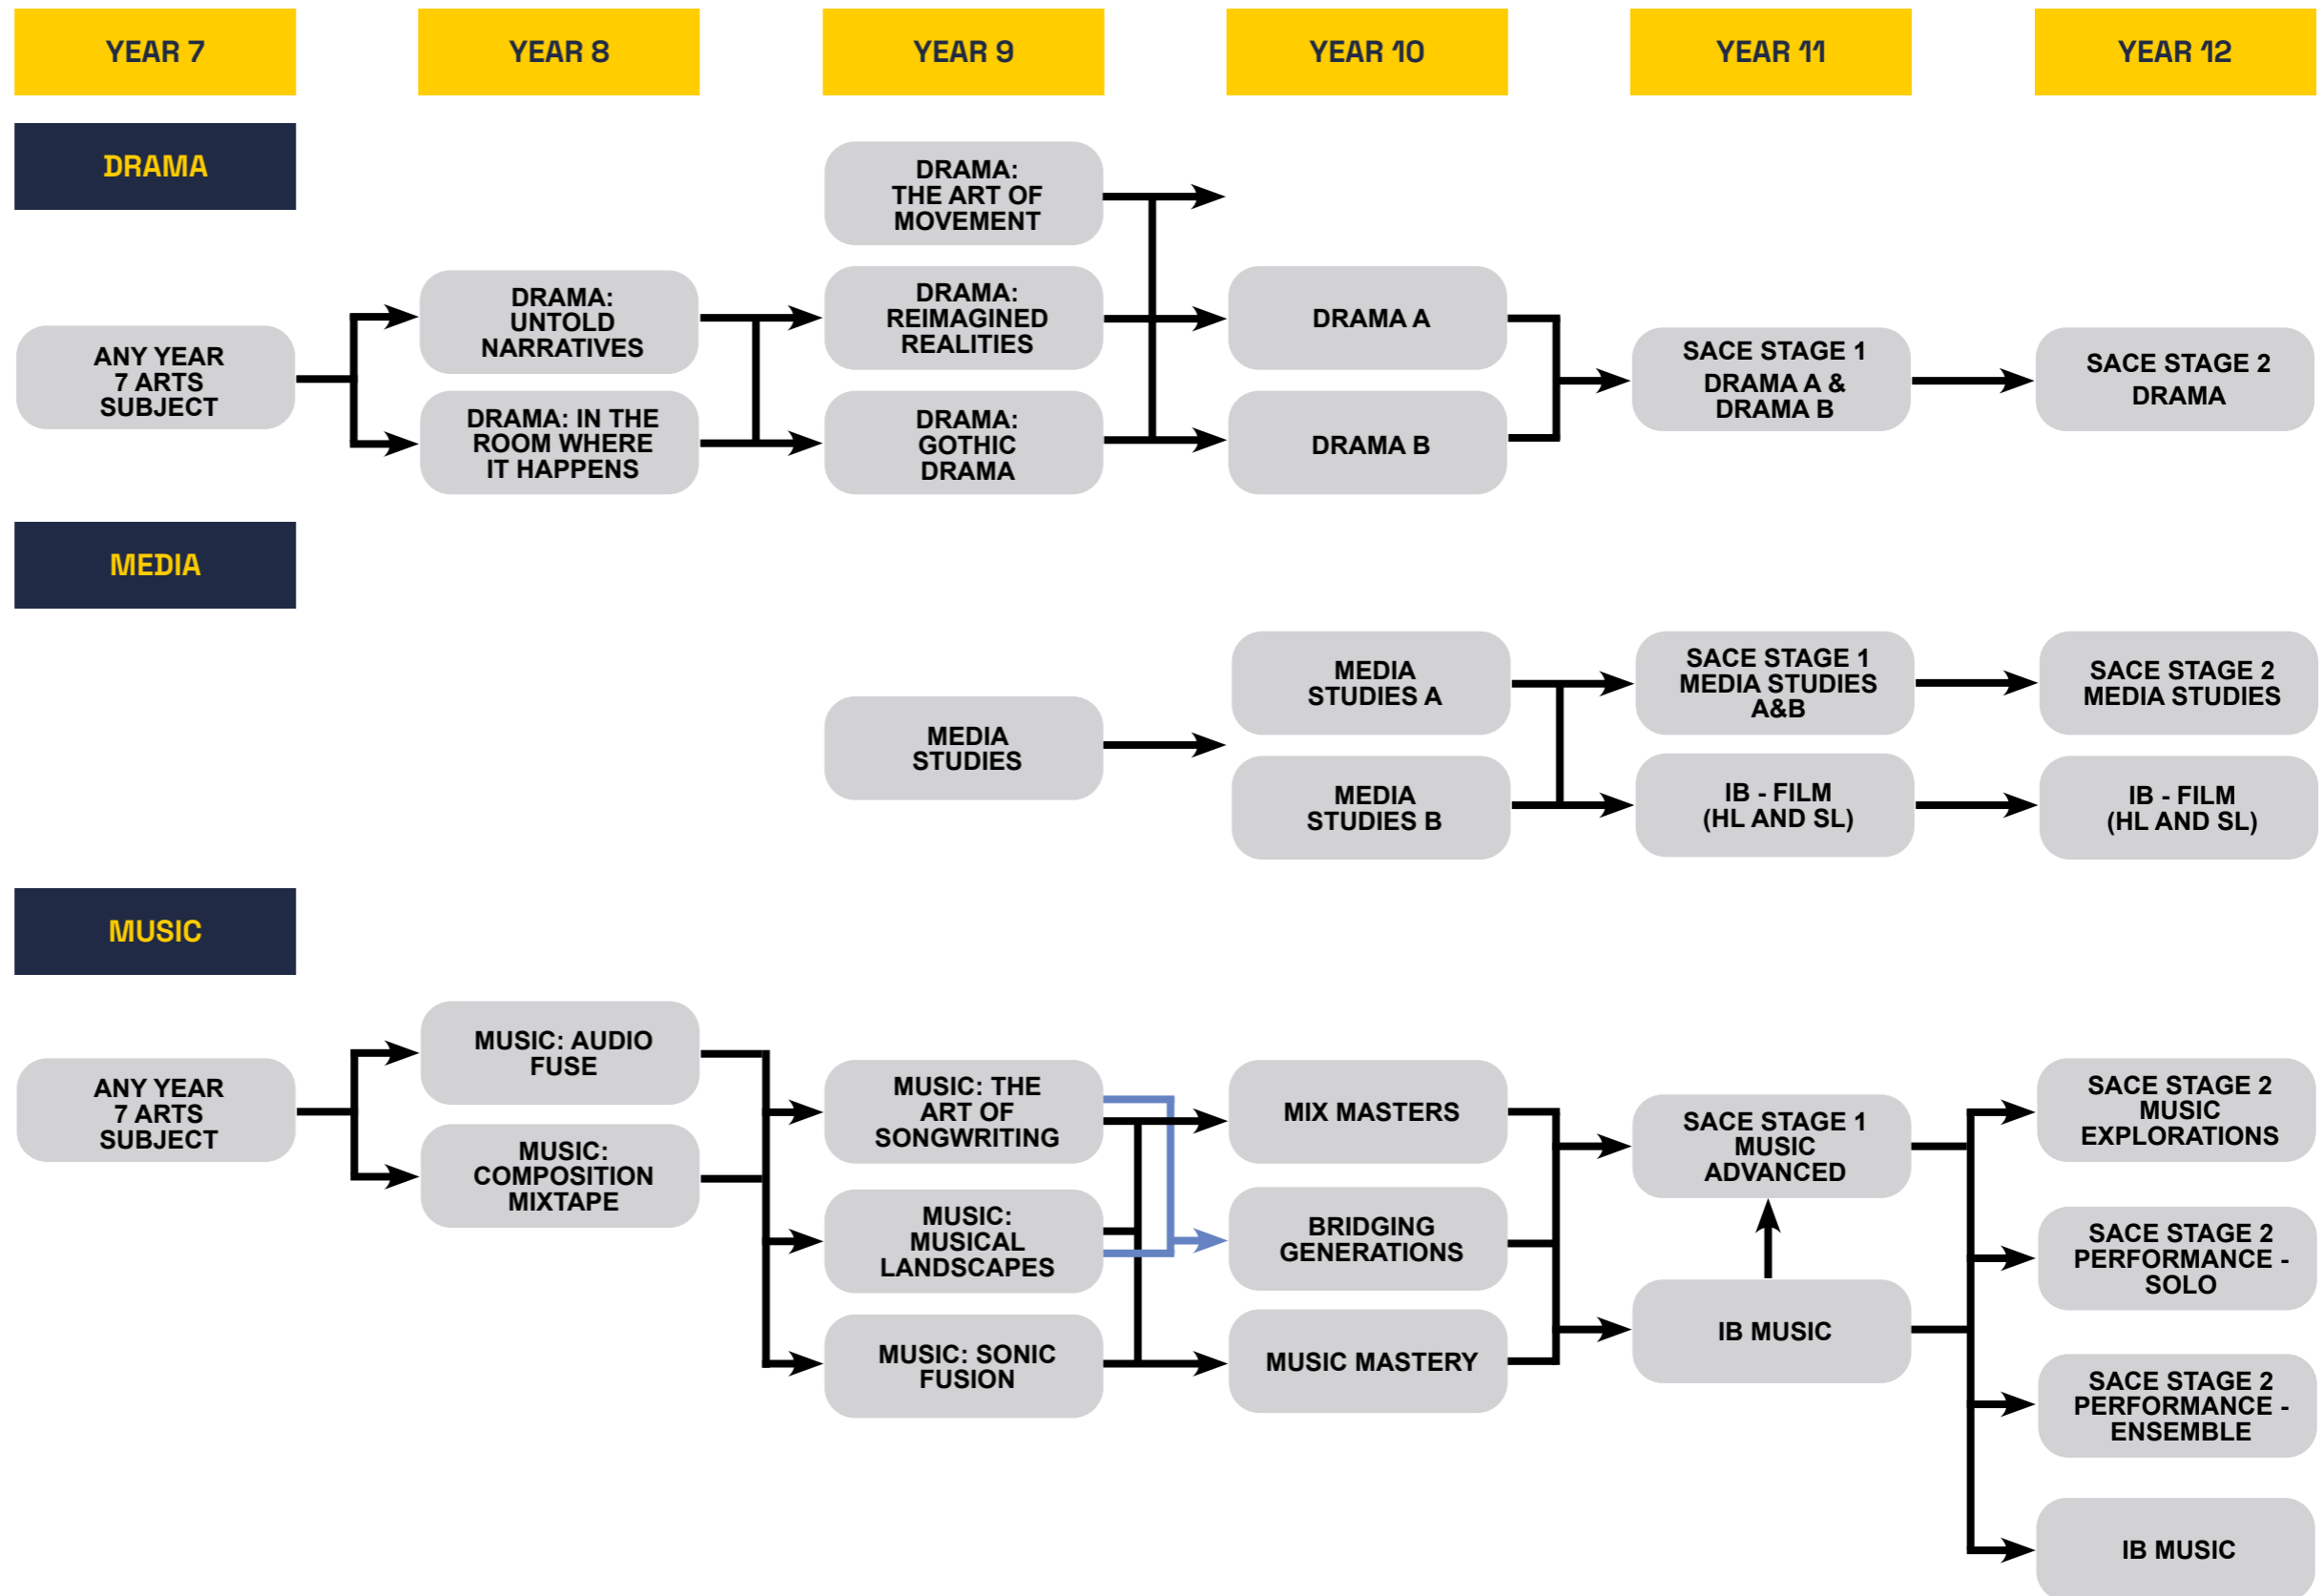 YEAR 7
YEAR 8
YEAR 9
YEAR 10
YEAR 11
YEAR 12
DRAMA
ANY YEAR
7 ARTS
SUBJECT
DRAMA:
UNTOLD
NARRATIVES
DRAMA: IN THE
ROOM WHERE
IT HAPPENS
DRAMA:
THE ART OF
MOVEMENT
DRAMA:
REIMAGINED
REALITIES
DRAMA:
GOTHIC
DRAMA
DRAMA A
DRAMA B
SACE STAGE 1
DRAMA A &
DRAMA B
SACE STAGE 2
DRAMA
MEDIA
MEDIA
STUDIES
MEDIA
STUDIES A
MEDIA
STUDIES B
SACE STAGE 1
MEDIA STUDIES
A&B
IB - FILM
(HL AND SL)
SACE STAGE 2
MEDIA STUDIES
IB - FILM
(HL AND SL)
MUSIC
ANY YEAR
7 ARTS
SUBJECT
MUSIC: AUDIO
FUSE
MUSIC:
COMPOSITION
MIXTAPE
MUSIC: THE
ART OF
SONGWRITING
MUSIC:
MUSICAL
LANDSCAPES
MUSIC: SONIC
FUSION
MIX MASTERS
BRIDGING
GENERATIONS
MUSIC MASTERY
SACE STAGE 1
MUSIC
ADVANCED
IB MUSIC
SACE STAGE 2
MUSIC
EXPLORATIONS
SACE STAGE 2
PERFORMANCE -
SOLO
SACE STAGE 2
PERFORMANCE -
ENSEMBLE
IB MUSIC